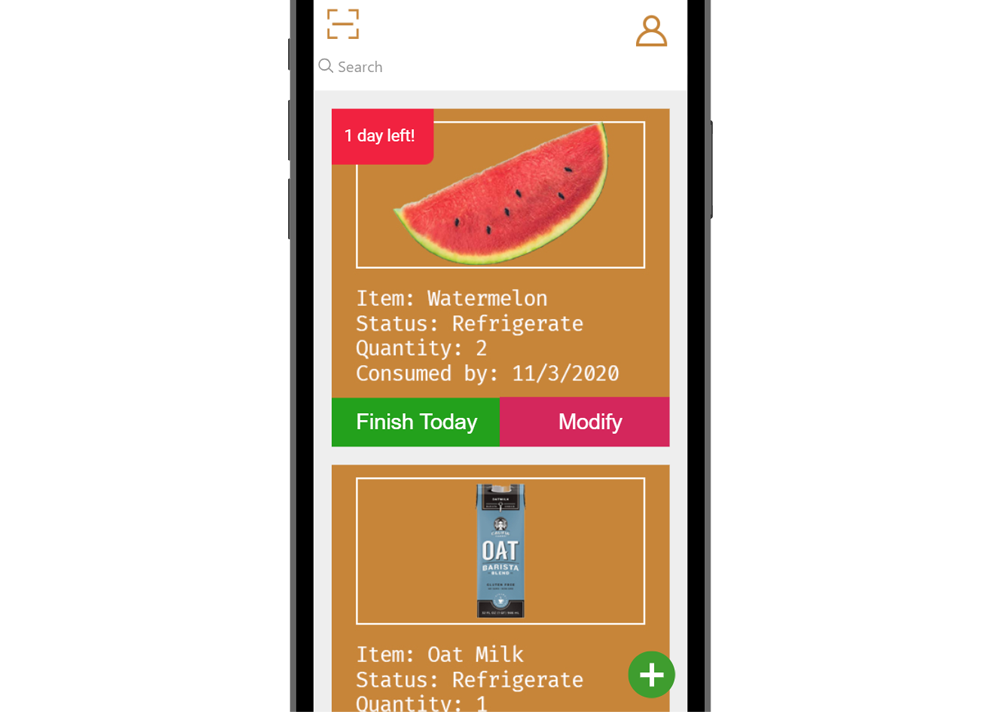 Search
1 day left!
Item: Watermelon
Status: Refrigerate
Quantity: 2
Consumed by: 11/3/2020
Finish Today
Modify
OAT
BARISTA
BLEND
Item: Oat Milk
Status: Refrigerate
Quantity: 1